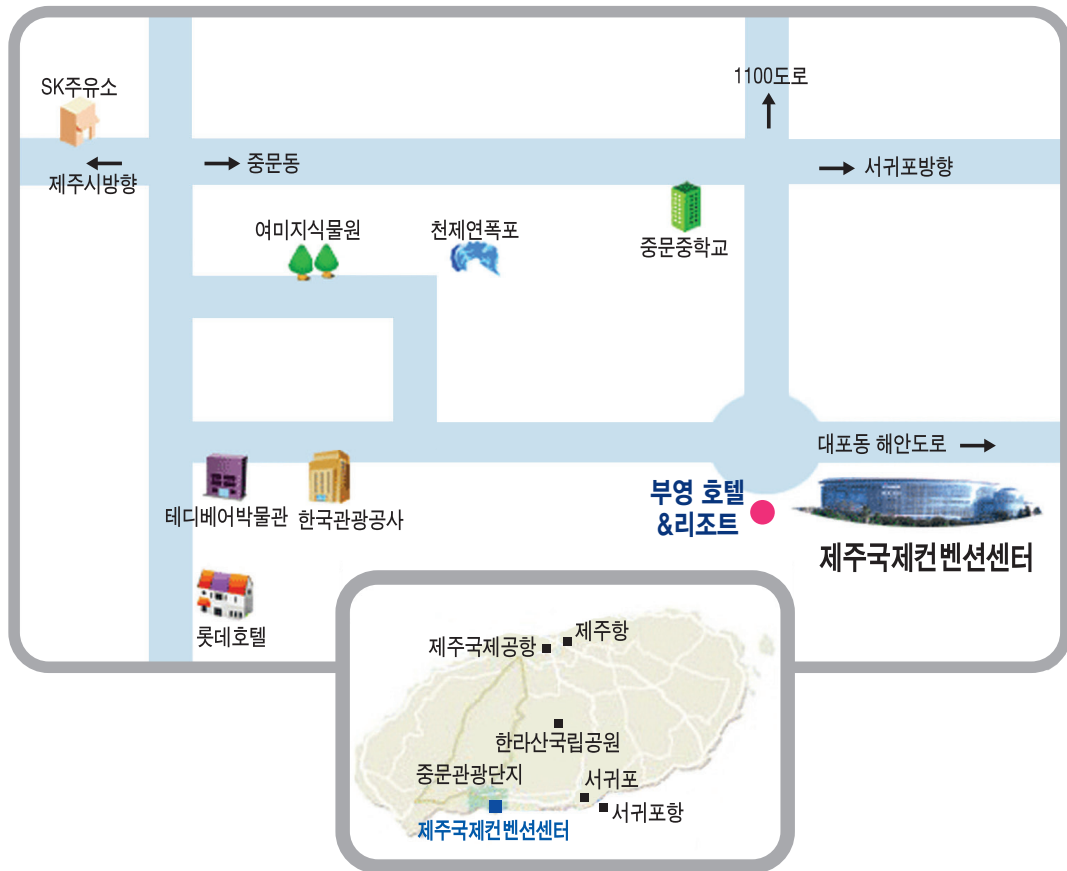 SK주유소
1100도로
제주시방향
중문동
서귀포방향
여미지식물원
천제연폭포
중문중학교
대포동 해안도로
테디베어박물관
한국관광공사
부영 호텔
&리조트
제주국제컨벤션센터
롯데호텔
제주국제공항
제주항
한라산국립공원
중문관광단지
서귀포
서귀포항
제주국제컨벤션센터